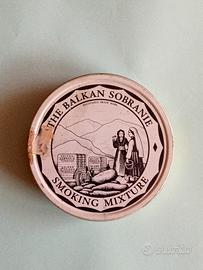 THE BALKAN SOBRANIE
SMOKING MIXTURE